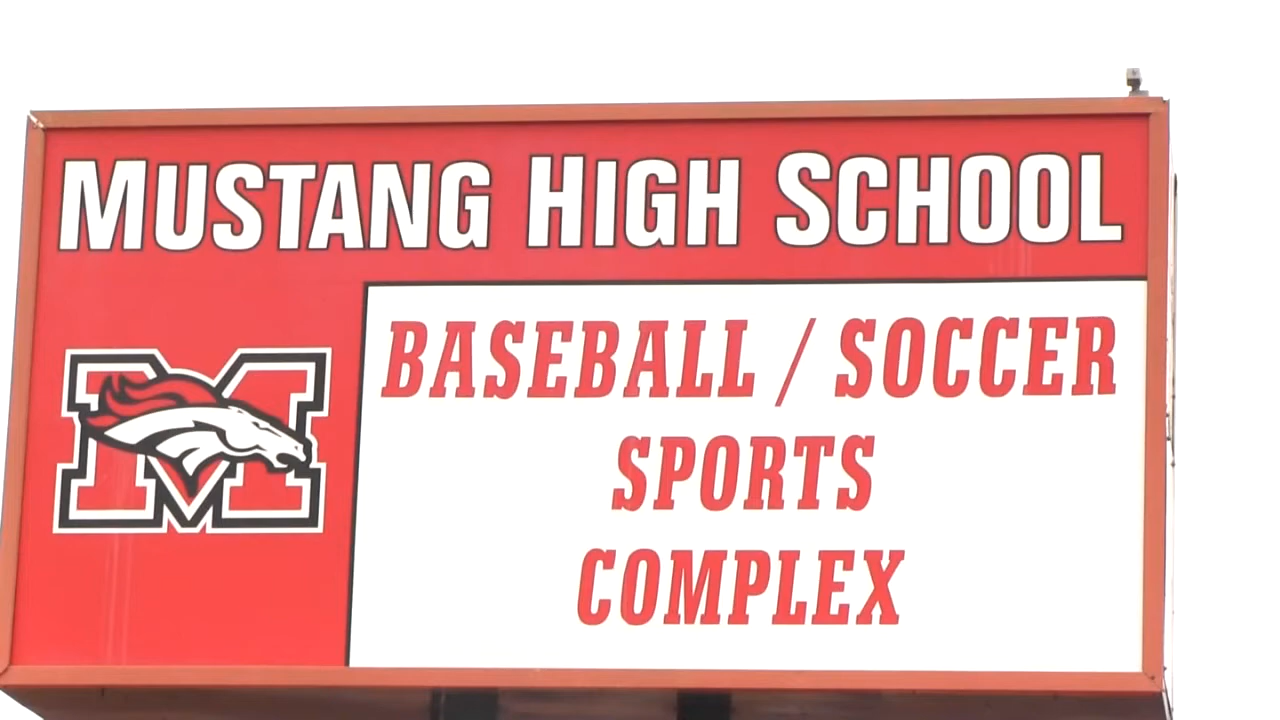 MUSTANG HIGH SCHOOL
M
BASEBALL / SOCCER
SPORTS
COMPLEX